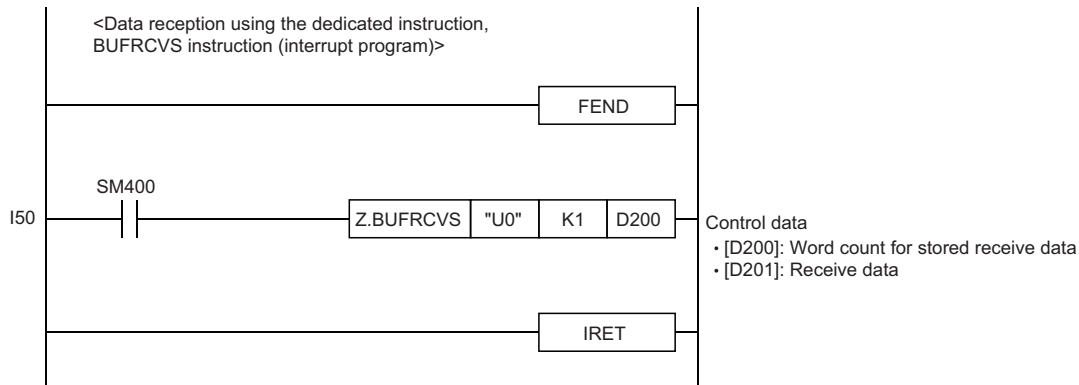 <Data reception using the dedicated instruction,
BUFRCVS instruction (interrupt program)>
FEND
SM400
I50
Z.BUFRCVS "U0" K1 D200
Control data
• [D200]: Word count for stored receive data
• [D201]: Receive data
IRET